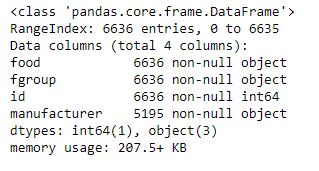 <class 'pandas.core.frame.DataFrame'>
RangeIndex: 6636 entries, 0 to 6635
Data columns (total 4 columns):
food            6636 non-null object
fgroup          6636 non-null object
id              6636 non-null int64
manufacturer    5195 non-null object
dtypes: int64(1), object(3)
memory usage: 207.5+ KB